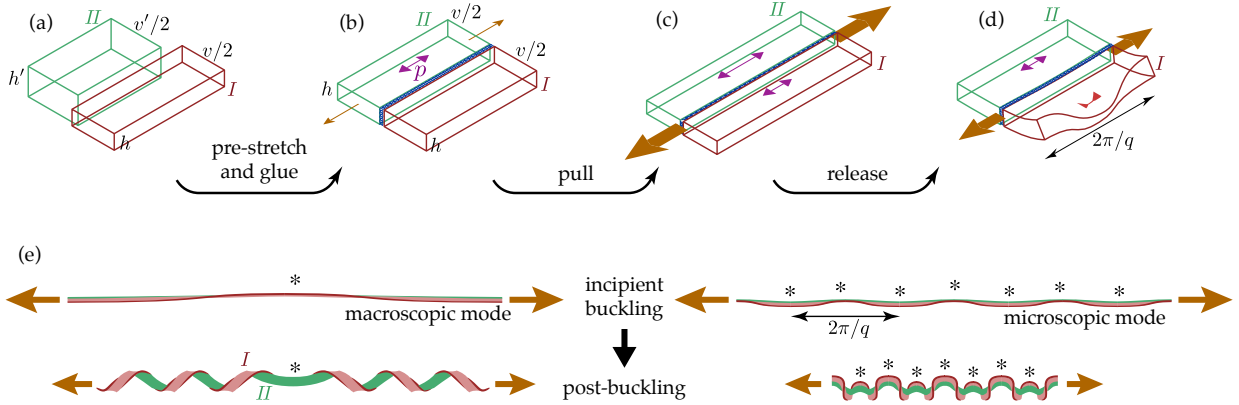 (a)
II
v′/2
v/2
h′
h
I
(b)
II
v′/2
v/2
p
h
h
I
(c)
II
I
(d)
II
I
2π/q
pre-stretch
and glue
pull
release
(e)
*
macroscopic mode
incipient
buckling
* * * * * * *
2π/q
microscopic mode
I
*
II
post-buckling
* * * * * * *